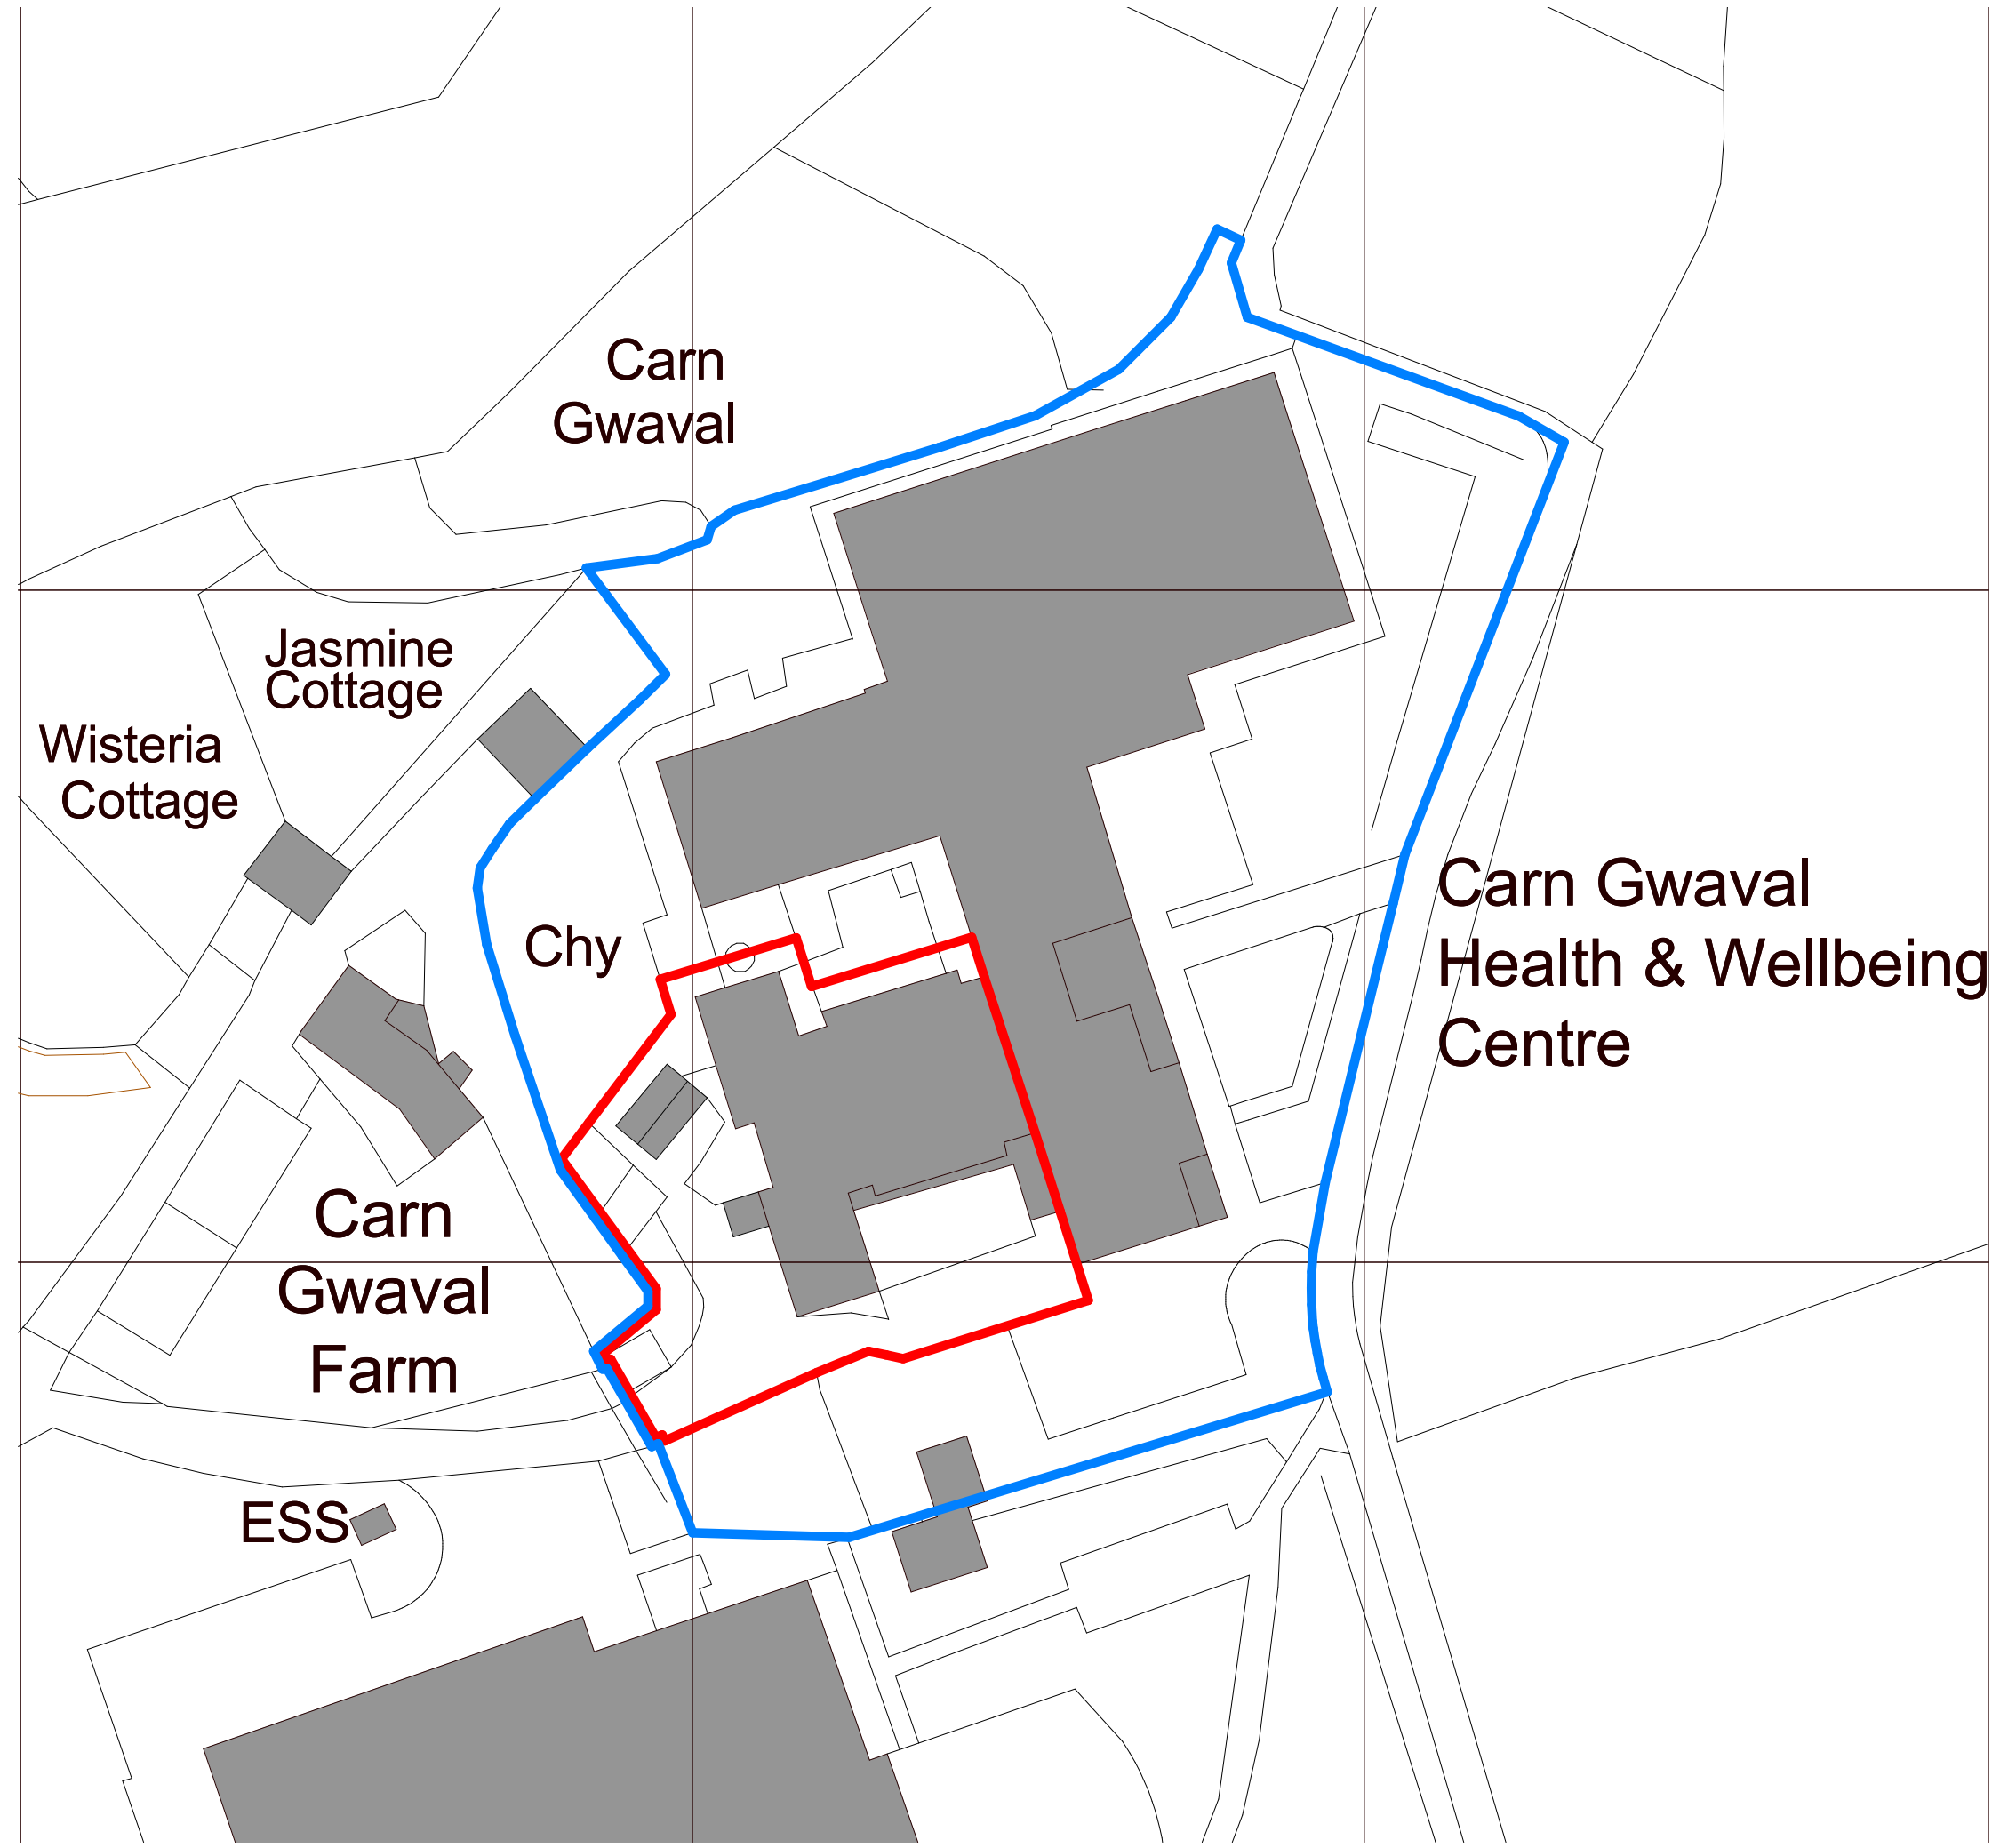 Carn
Gwaval
Jasmine
Cottage
Wisteria
Cottage
Chy
Carn Gwaval
Health & Wellbeing
Centre
Carn
Gwaval
Farm
ESS